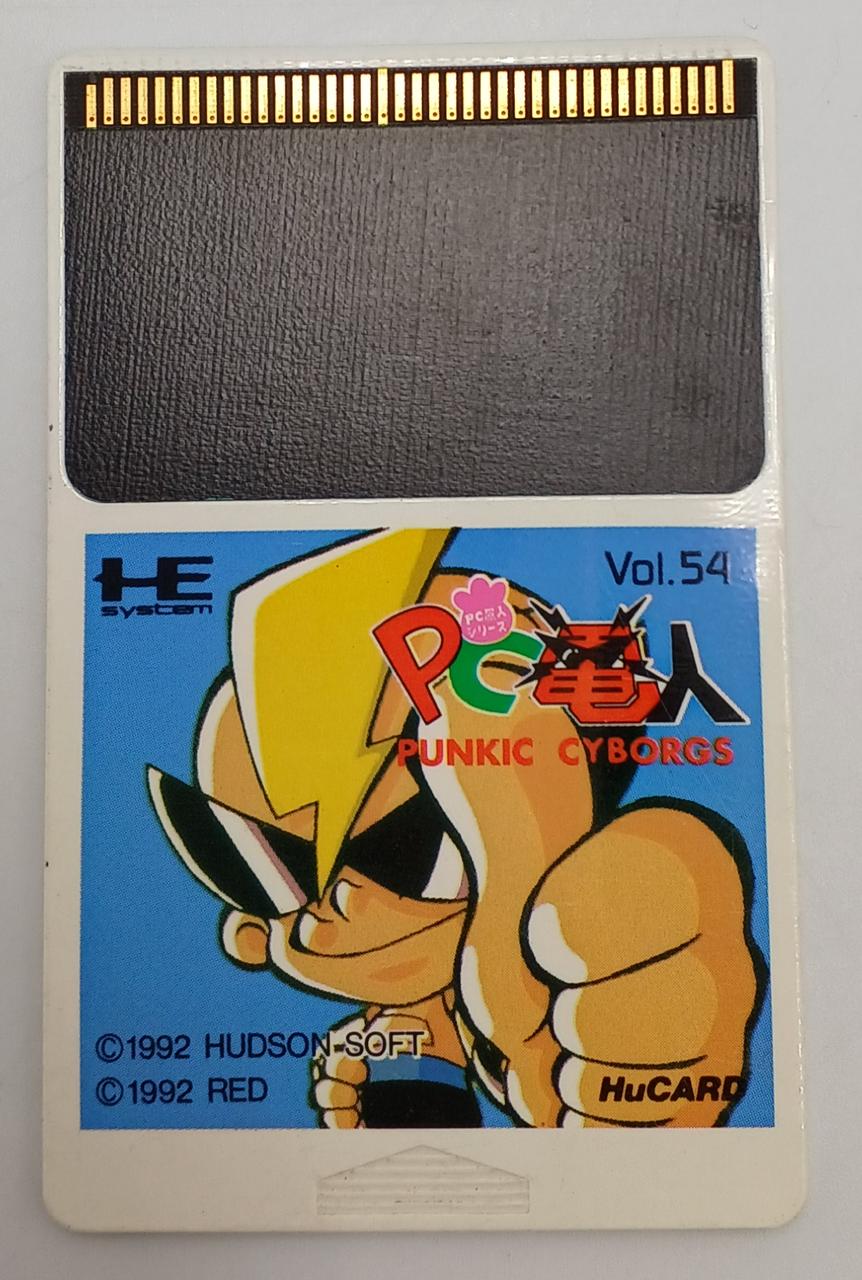 HE
system
Vol.54
PC原人
シリーズ
PC電人
PUNKIC CYBORGS
©1992 HUDSON-SOFT
©1992 RED
HuCARD